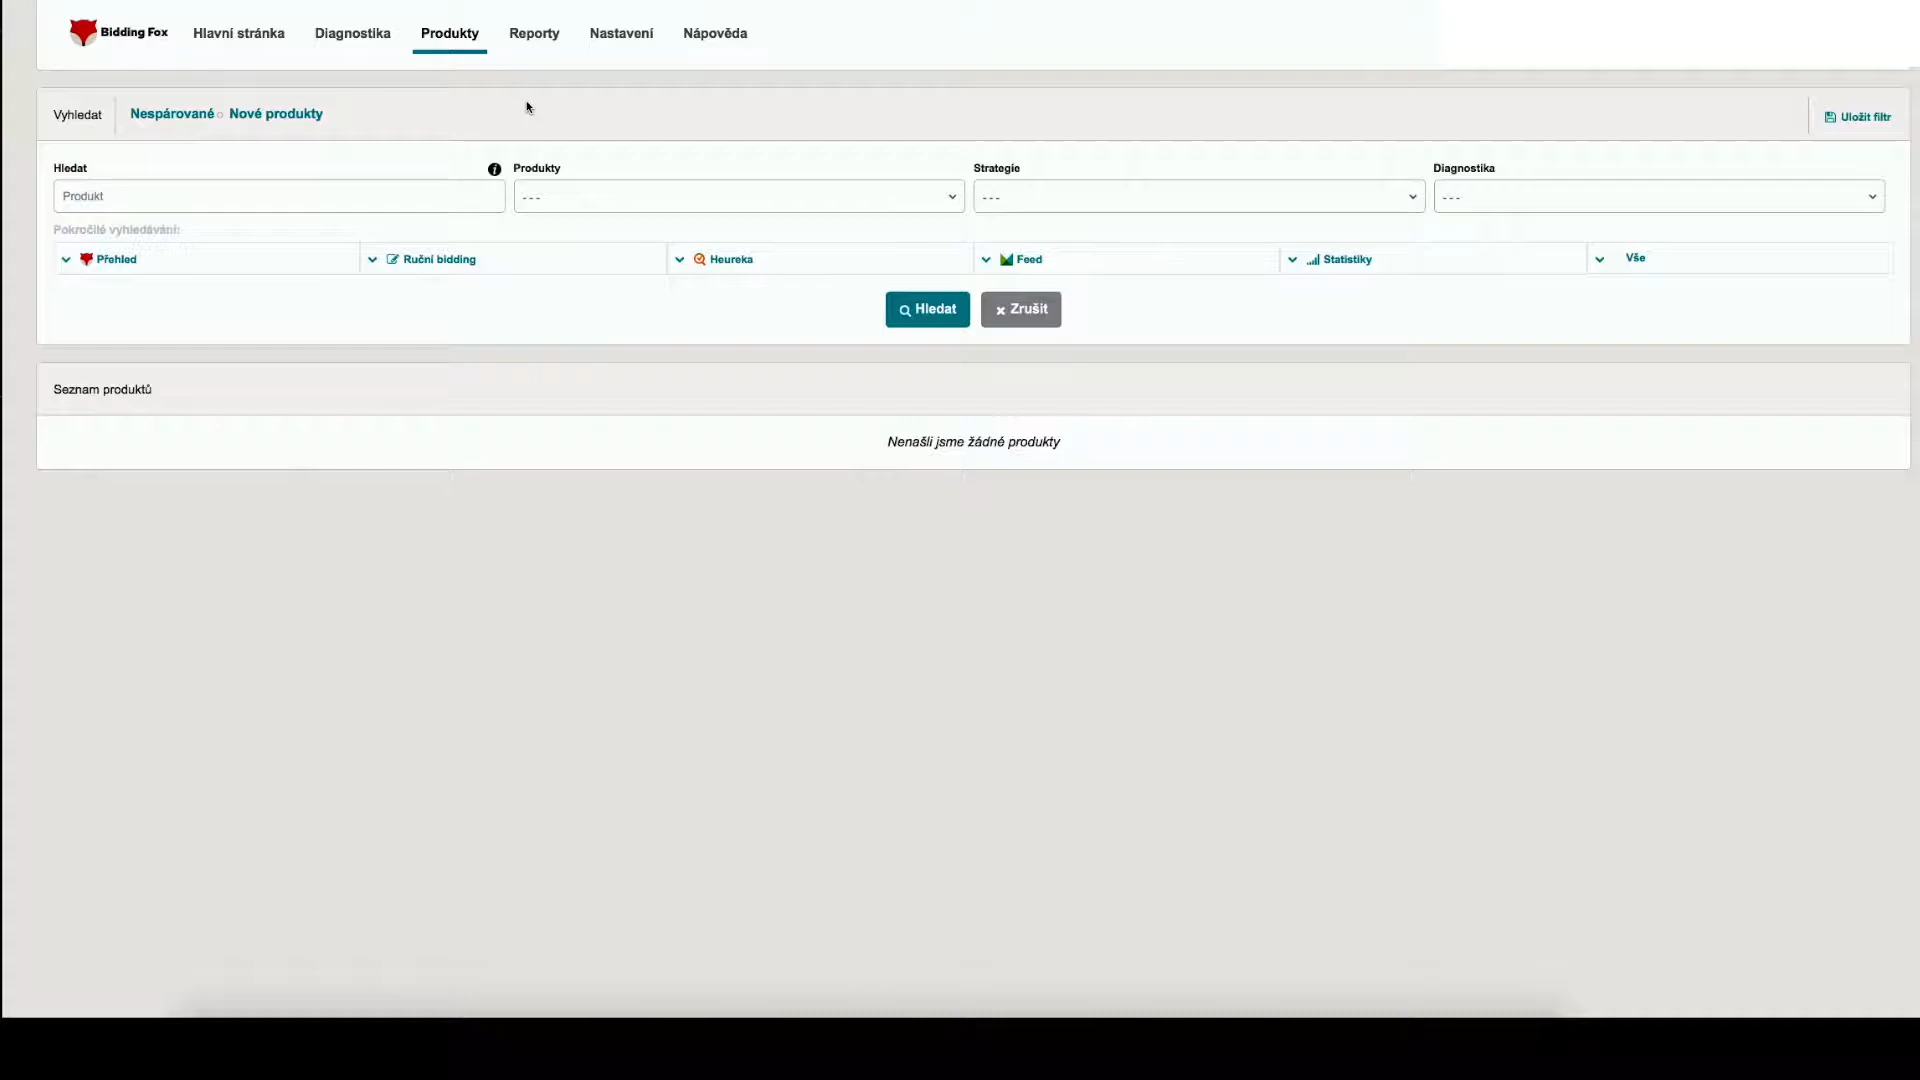 Bidding Fox Hlavní stránka Diagnostika Produkty Reporty Nastavení Nápověda
Vyhledat Nespárované Nové produkty Uložit filtr
Hledat Produkty Strategie Diagnostika
Produkt --- --- ---
Pokročilé vyhledávání:
Přehled Ruční bidding Heureka Feed Statistiky Vše
Hledat Zrušit
Seznam produktů
Nenašli jsme žádné produkty